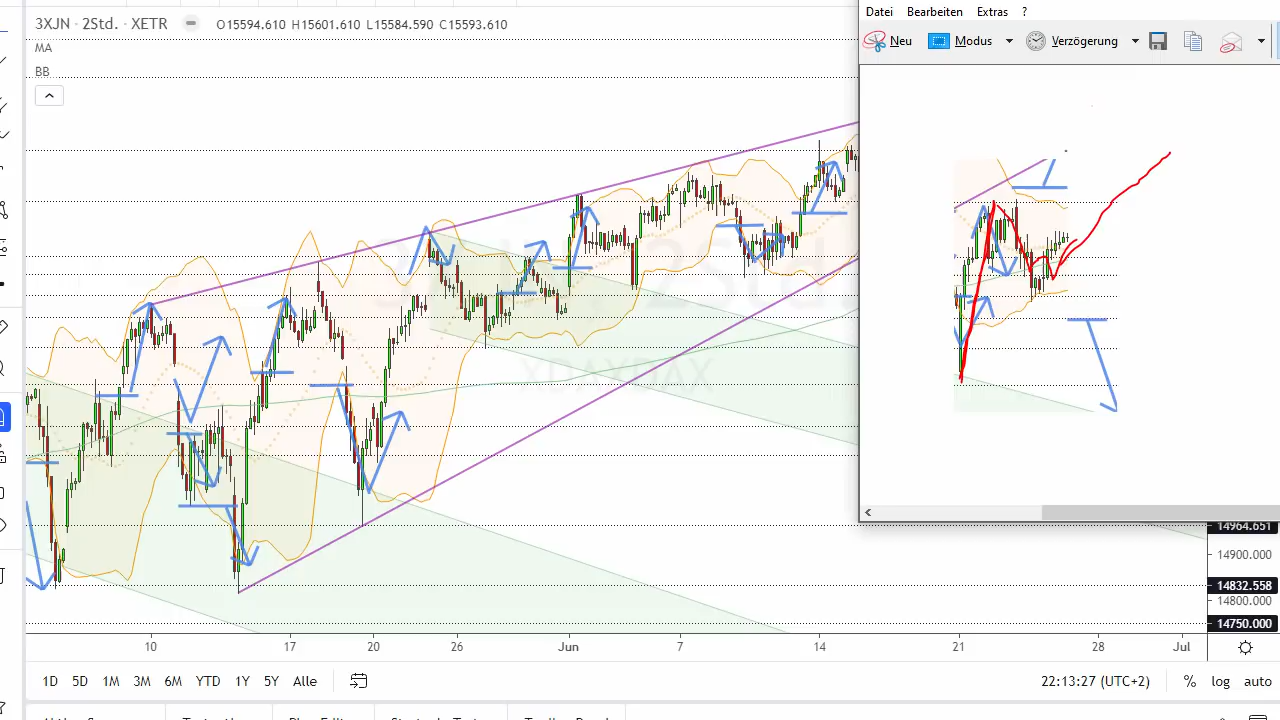 3XJN · 2Std. · XETR O15594.610 H15601.610 L15584.590 C15593.610
MA
BB
Datei Bearbeiten Extras ?
Neu Modus Verzögerung
XDAX DAX
14964.651
14900.000
14832.558
14800.000
14750.000
10 17 20 26 Jun 7 14 21 28 Jul
1D 5D 1M 3M 6M YTD 1Y 5Y Alle 22:13:27 (UTC+2) % log auto